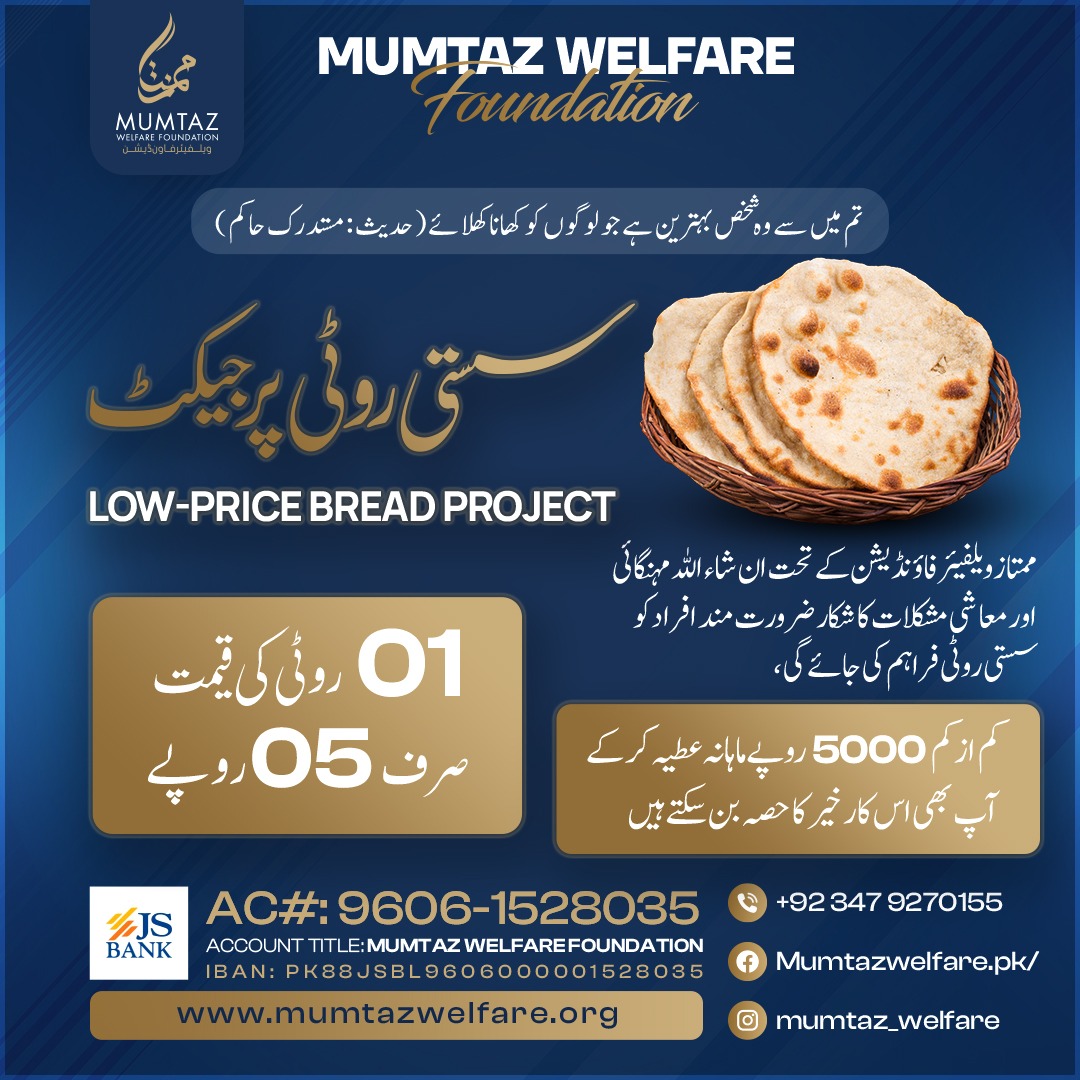 ممتاز
MUMTAZ
WELFARE FOUNDATION
ویلفیئر فاونڈیشن
MUMTAZ WELFARE
Foundation
تم میں سے وہ شخص بہترین ہے جو لوگوں کو کھانا کھلائے (حدیث: مستدرک حاکم)
سستی روٹی پرجیکٹ
LOW-PRICE BREAD PROJECT
ممتاز ویلفیئر فاؤنڈیشن کے تحت ان شاء اللہ مہنگائی
اور معاشی مشکلات کا شکار ضرورت مند افراد کو
سستی روٹی فراہم کی جائے گی،
01 روٹی کی قیمت
صرف 05 روپے
کم از کم 5000 روپے ماہانہ عطیہ کر کے
آپ بھی اس کار خیر کا حصہ بن سکتے ہیں
JS
BANK
AC#: 9606-1528035
ACCOUNT TITLE: MUMTAZ WELFARE FOUNDATION
IBAN: PK88JSBL9606000001528035
www.mumtazwelfare.org
+92 347 9270155
Mumtazwelfare.pk/
mumtaz_welfare